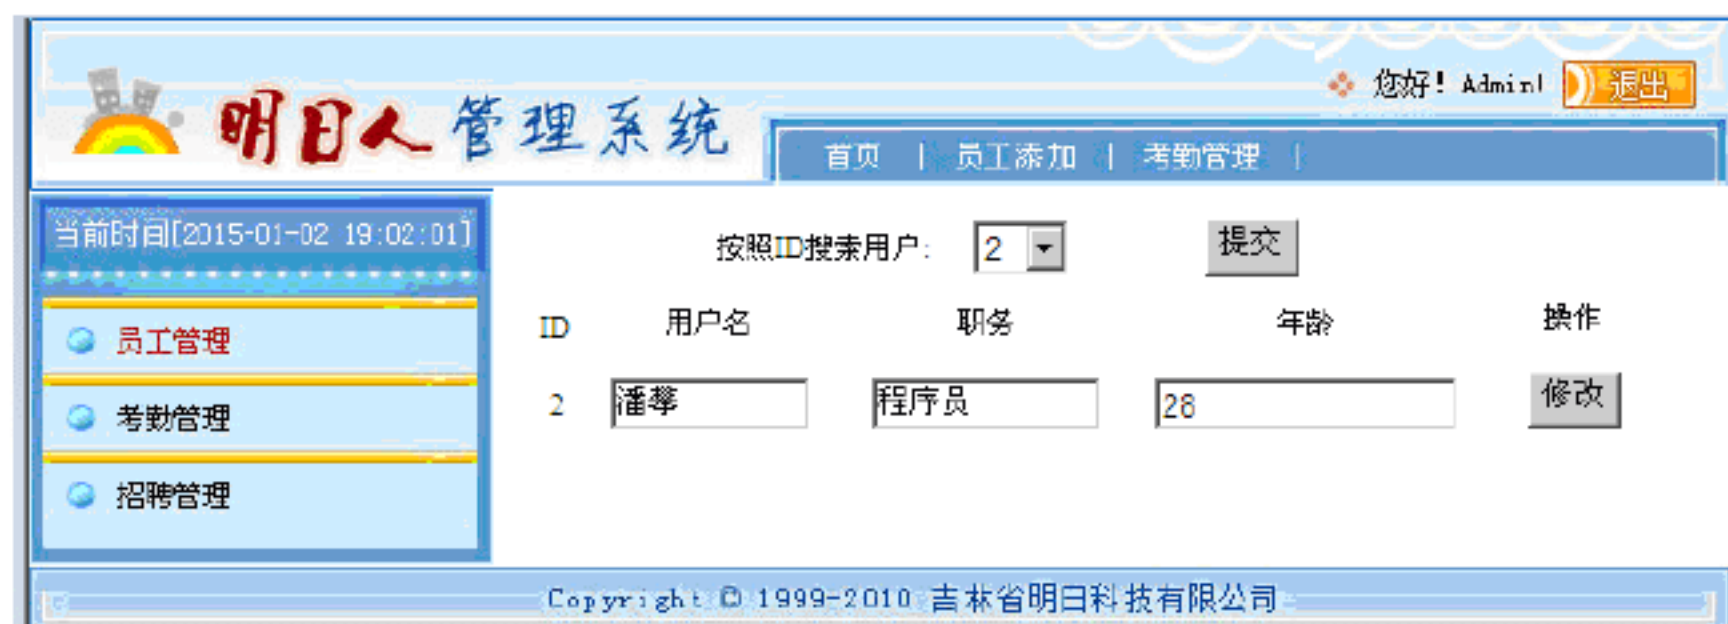 您好! Admin! 退出
明日人管理系统
首页 | 员工添加 | 考勤管理 |
当前时间[2015-01-02 19:02:01]
按照ID搜索用户: 2 提交
员工管理
考勤管理
招聘管理
ID 用户名 职务 年龄 操作
2 潘攀 程序员 28 修改
Copyright © 1999-2010 吉林省明日科技有限公司